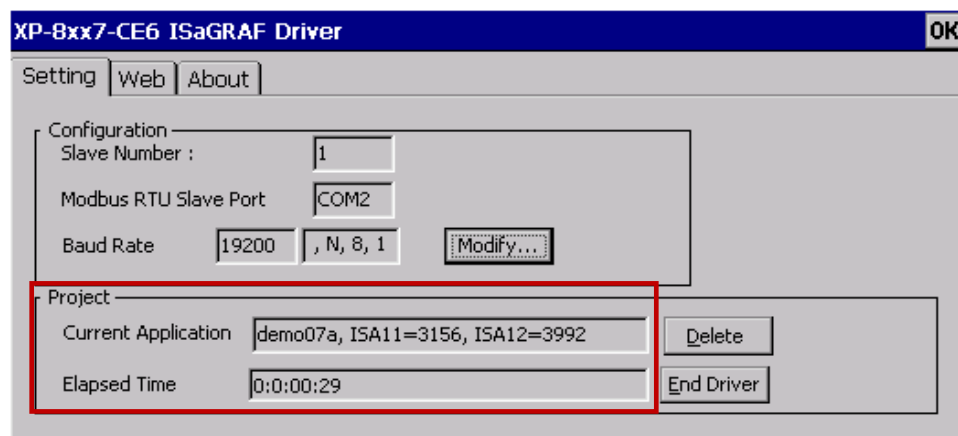 XP-8xx7-CE6 ISaGRAF Driver OK
Setting Web About
Configuration
Slave Number : 1
Modbus RTU Slave Port COM2
Baud Rate 19200 , N, 8, 1 Modify...
Project
Current Application demo07a, ISA11=3156, ISA12=3992 Delete
Elapsed Time 0:0:00:29 End Driver